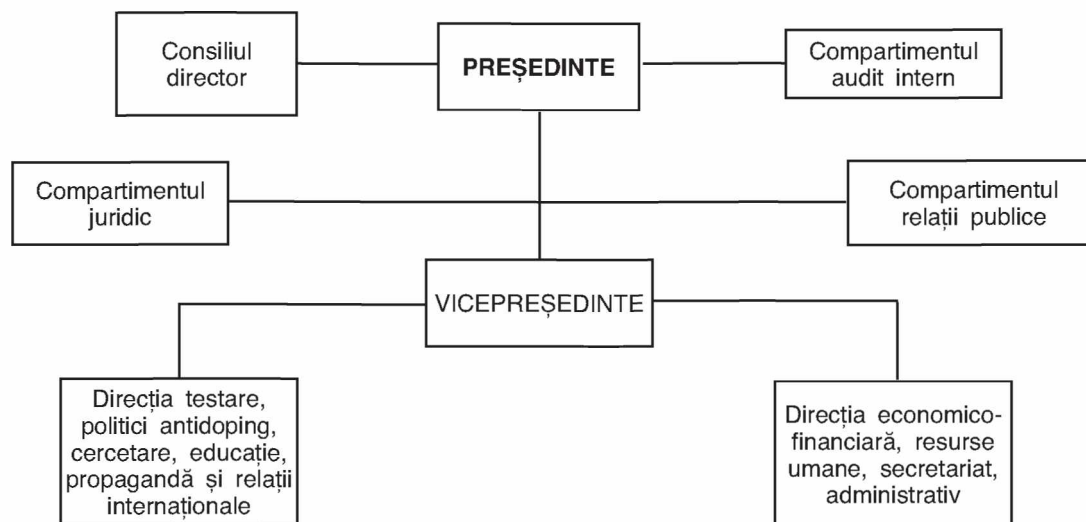 Consiliul
director
PREȘEDINTE
Compartimentul
audit intern
Compartimentul
juridic
Compartimentul
relații publice
VICEPREȘEDINTE
Direcția testare,
politici antidoping,
cercetare, educație,
propagandă și relații
internaționale
Direcția economico-
financiară, resurse
umane, secretariat,
administrativ